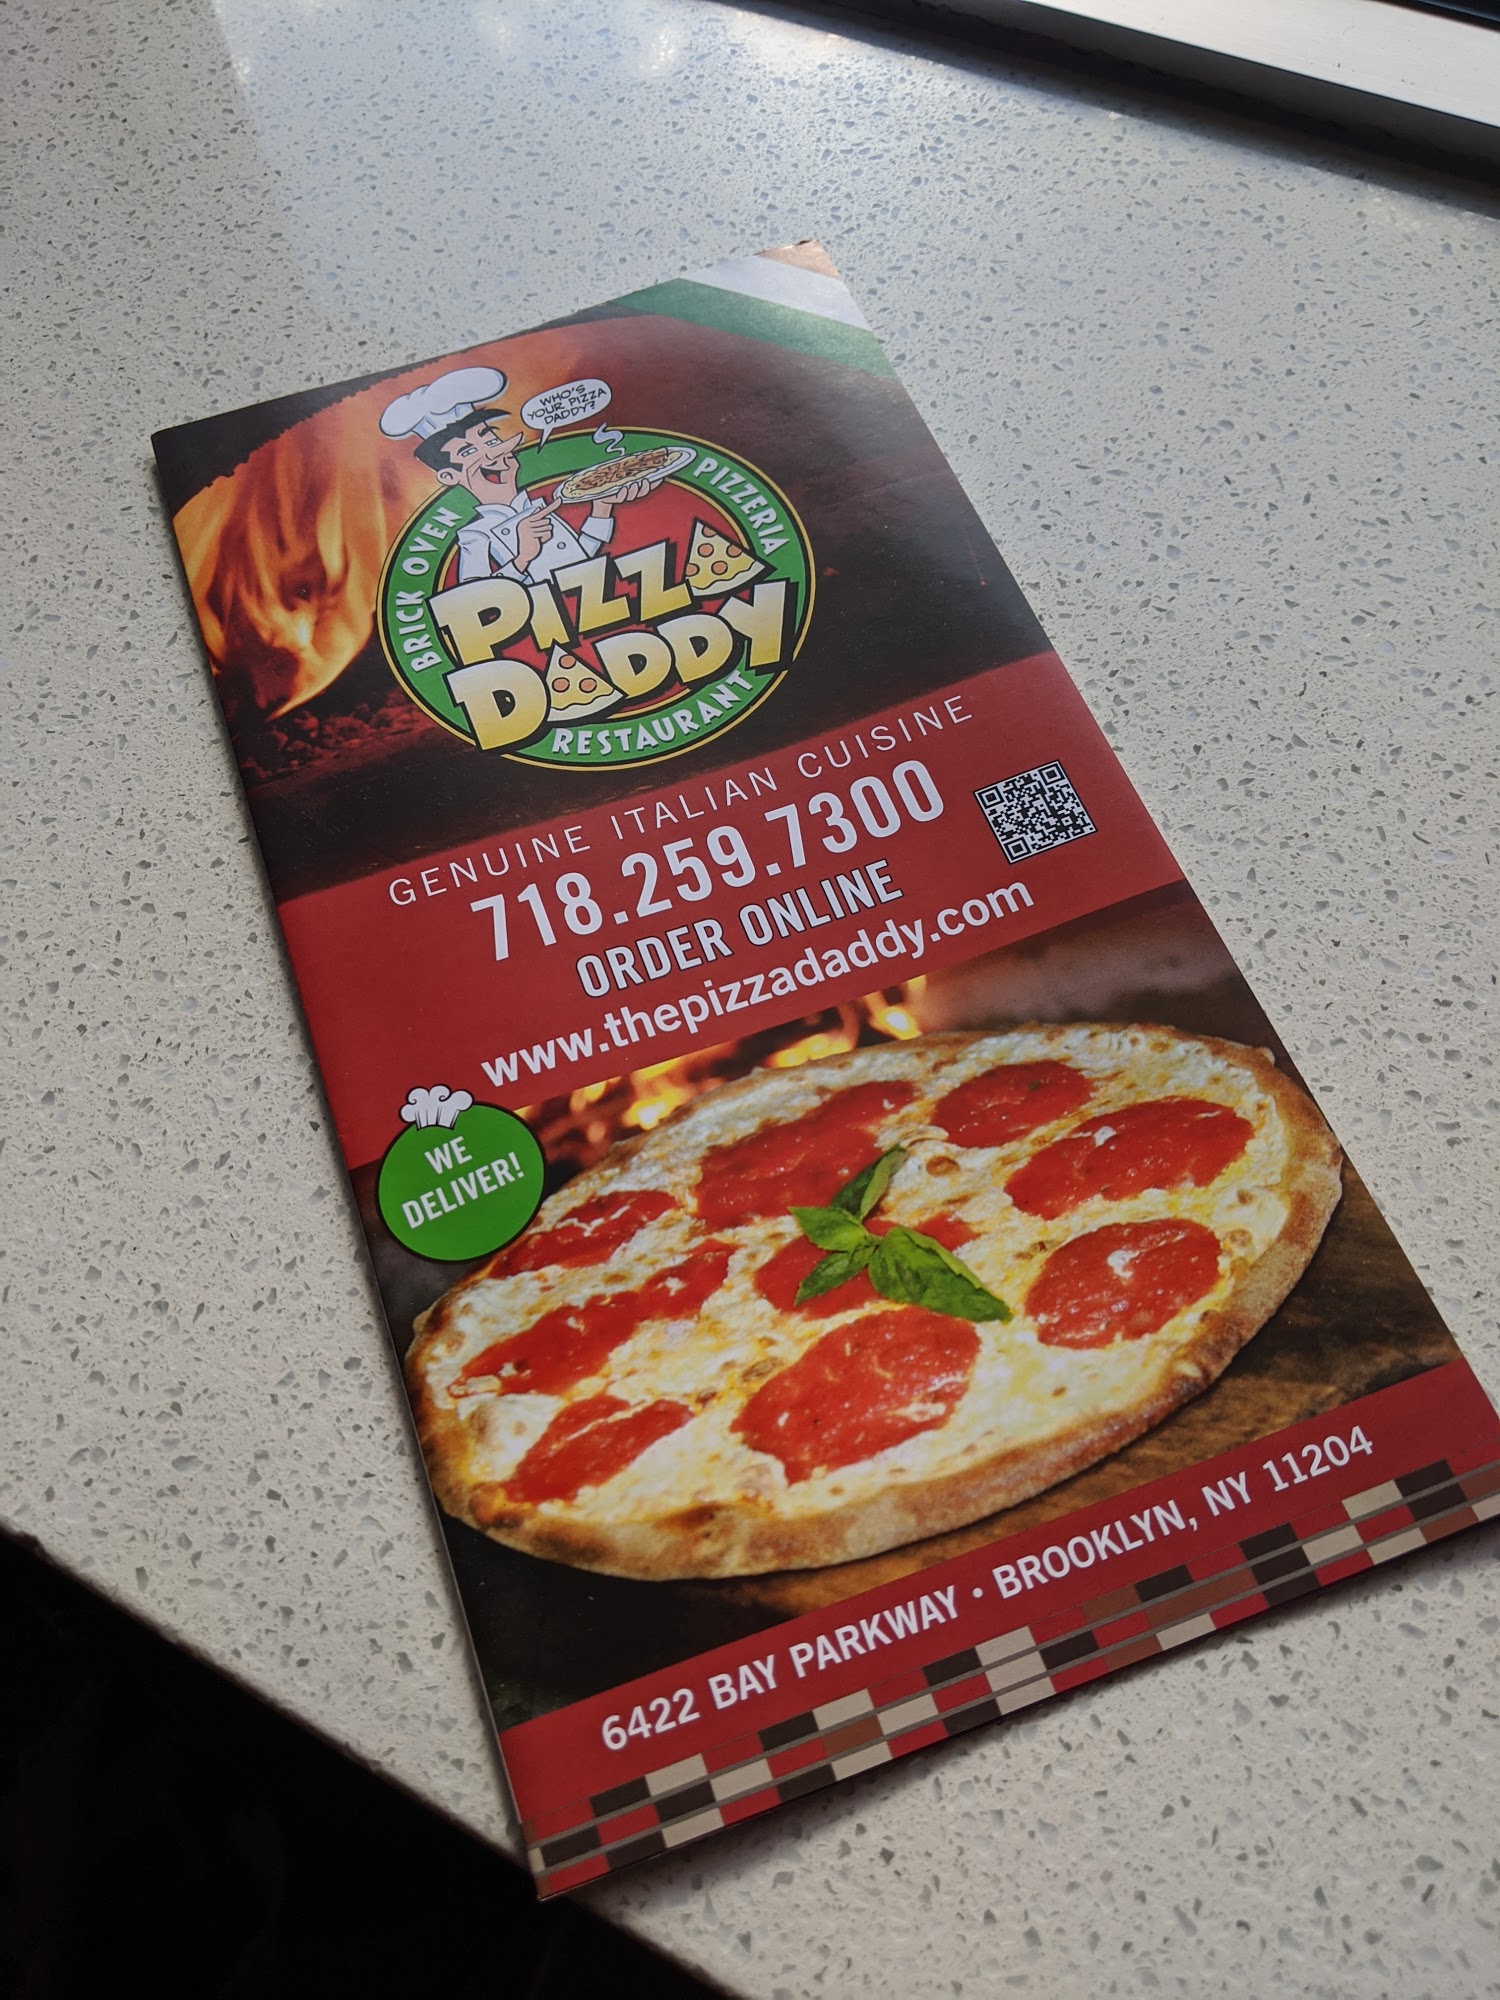 WHO'S
YOUR PIZZA
DADDY?
BRICK OVEN
PIZZERIA
PIZZA
DADDY
RESTAURANT
GENUINE ITALIAN CUISINE
718.259.7300
ORDER ONLINE
www.thepizzadaddy.com
WE
DELIVER!
6422 BAY PARKWAY • BROOKLYN, NY 11204